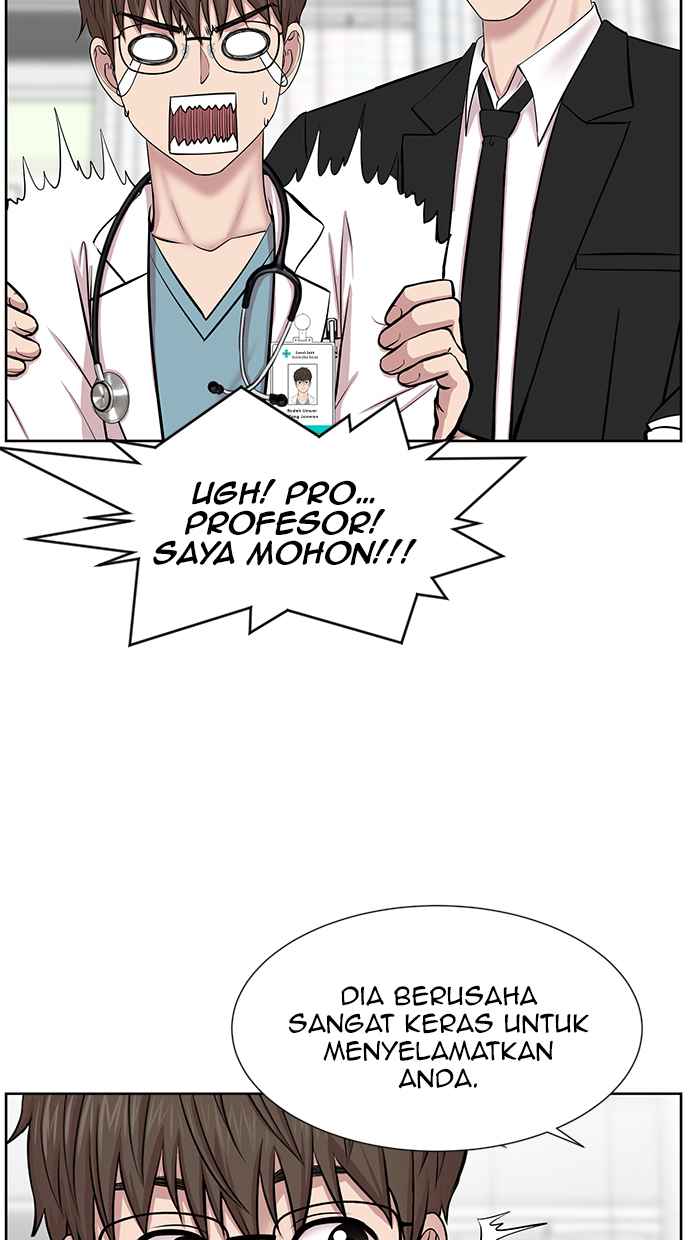 UGH! PRO...
PROFESOR!
SAYA MOHON!!!
DIA BERUSAHA
SANGAT KERAS UNTUK
MENYELAMATKAN
ANDA.